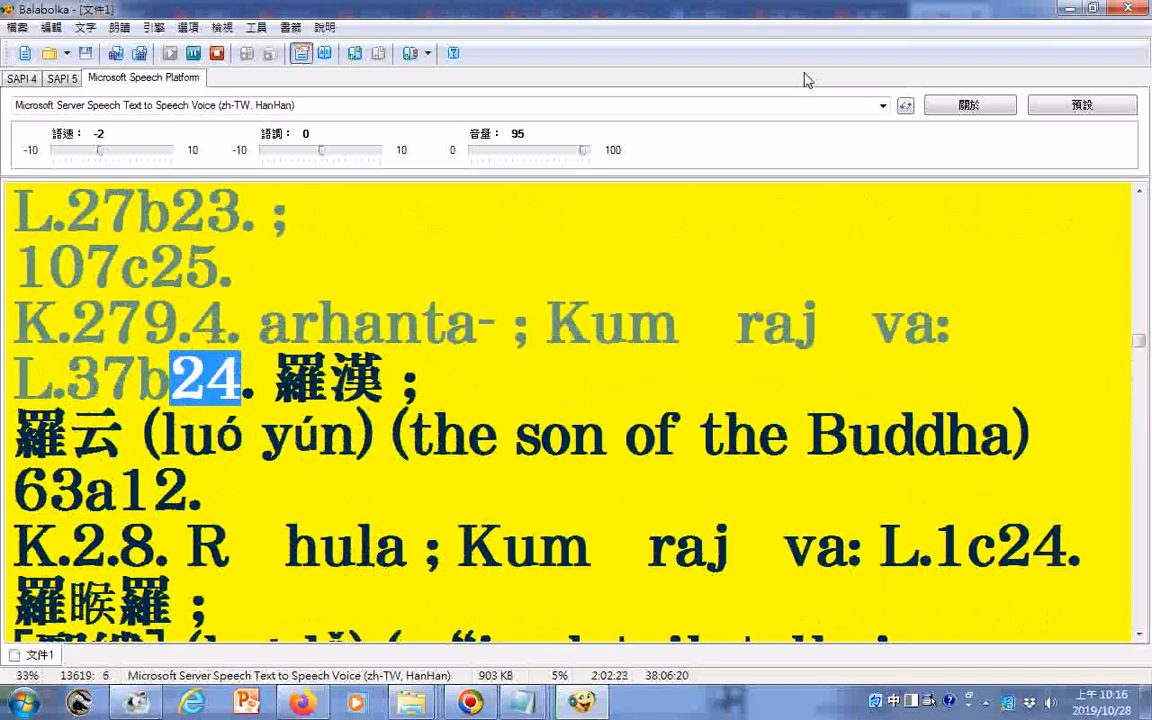 Balabolka - [文件1]
檔案 編輯 文字 朗讀 引擎 選項 檢視 工具 書籤 說明
SAPI 4 SAPI 5 Microsoft Speech Platform
Microsoft Server Speech Text to Speech Voice (zh-TW, HanHan) 關於 預設
語速： -2 語調： 0 音量： 95
-10 10 -10 10 0 100
L.27b23. ;
107c25.
K.279.4. arhanta- ; Kum raj va:
L.37b24. 羅漢 ;
羅云 (luó yún) (the son of the Buddha)
63a12.
K.2.8. R hula ; Kum raj va: L.1c24.
羅睺羅 ;
文件1
33% 13619: 6 Microsoft Server Speech Text to Speech Voice (zh-TW, HanHan) 903 KB 5% 2:02:23 38:06:20
中 上午 10:16
2019/10/28